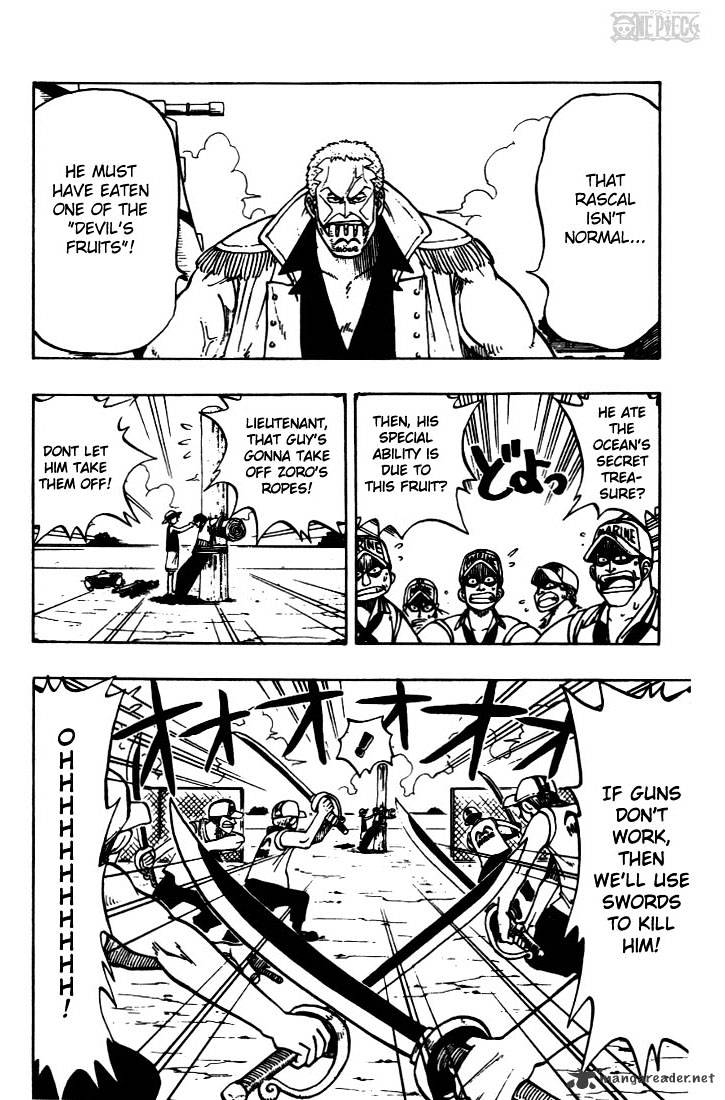 ONE PIECE
THAT
RASCAL
ISN'T
NORMAL...
HE MUST
HAVE EATEN
ONE OF THE
"DEVIL'S
FRUITS"!
HE ATE
THE
OCEAN'S
SECRET
TREA-
SURE?
どよっ
THEN, HIS
SPECIAL
ABILITY IS
DUE TO
THIS FRUIT?
MARINE
LIEUTENANT,
THAT GUY'S
GONNA TAKE
OFF ZORO'S
ROPES!
DONT LET
HIM TAKE
THEM OFF!
IF GUNS
DON'T
WORK,
THEN
WE'LL USE
SWORDS
TO KILL
HIM!
!!
オオオオオ
OHHHHHHHHHH!
mangareader.net